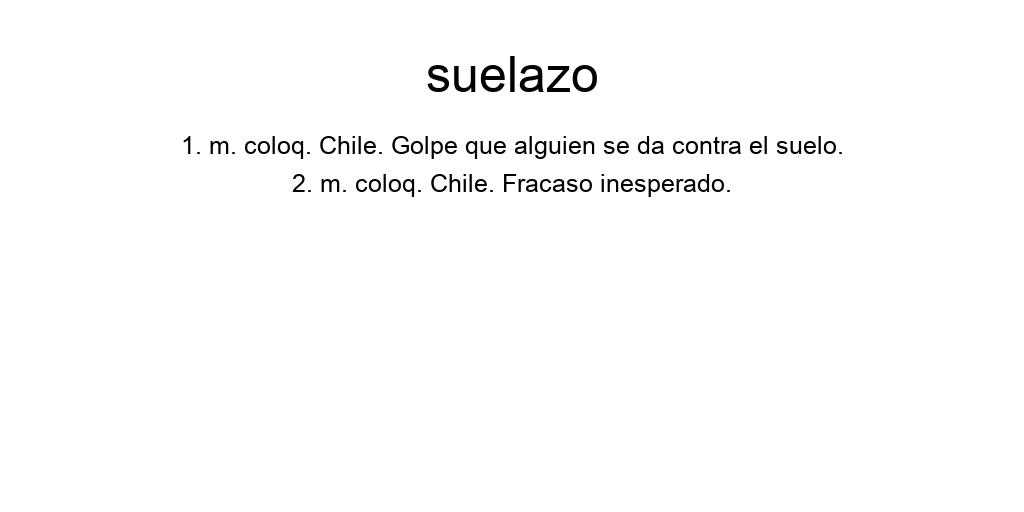 suelazo
1. m. coloq. Chile. Golpe que alguien se da contra el suelo.
2. m. coloq. Chile. Fracaso inesperado.